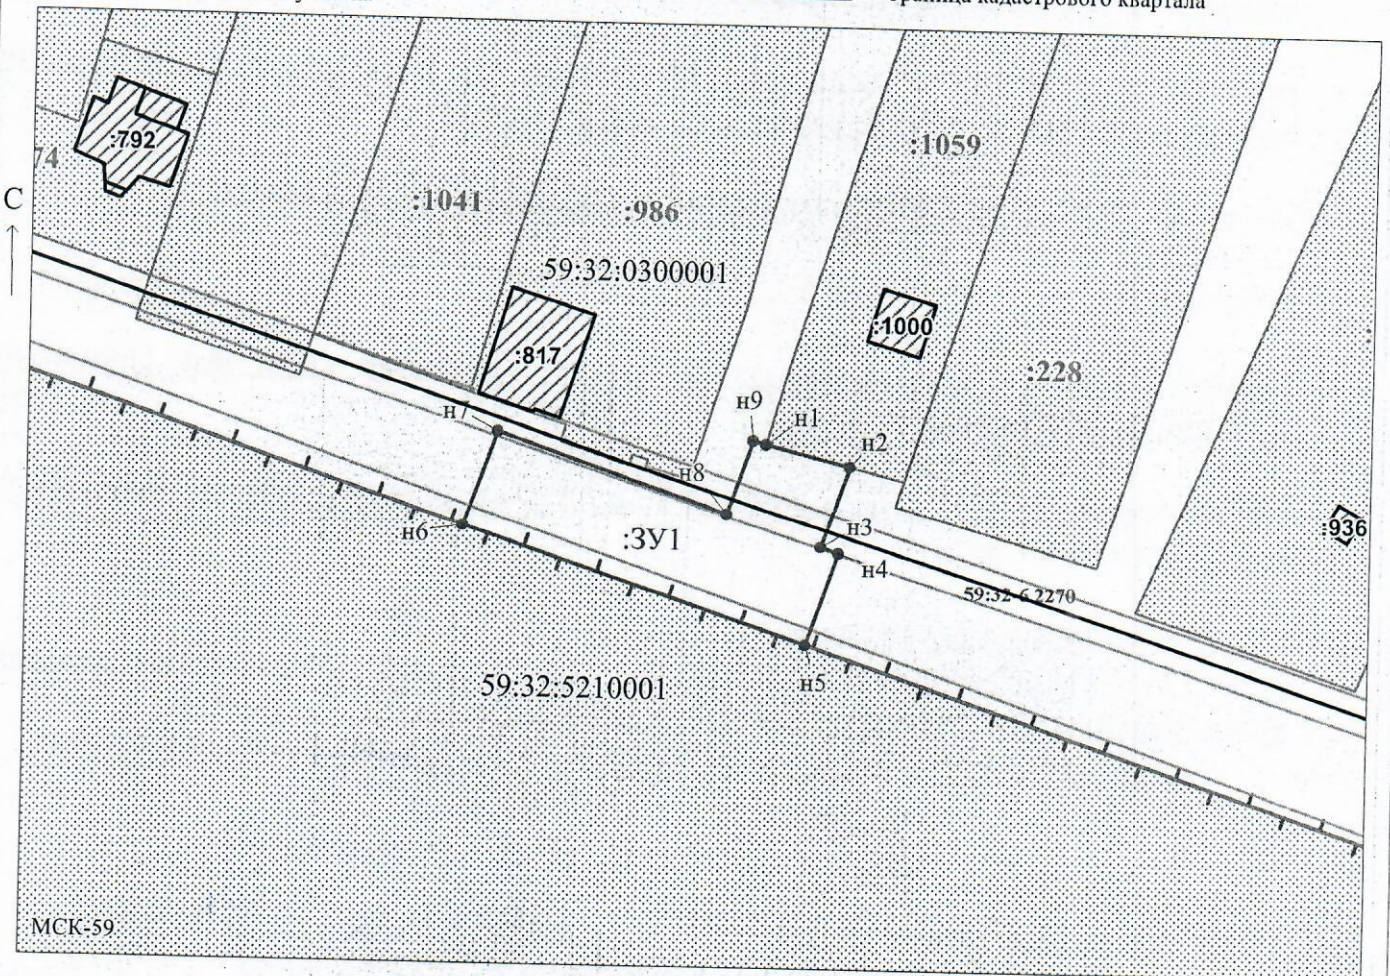 граница кадастрового квартала
:792
74
:1059
С
:1041
:986
59:32:0300001
:1000
:817
:228
н9
н7
н1
н2
н8
н6
:ЗУ1
н3
:936
н4
59:32-6.2270
н5
59:32:5210001
МСК-59